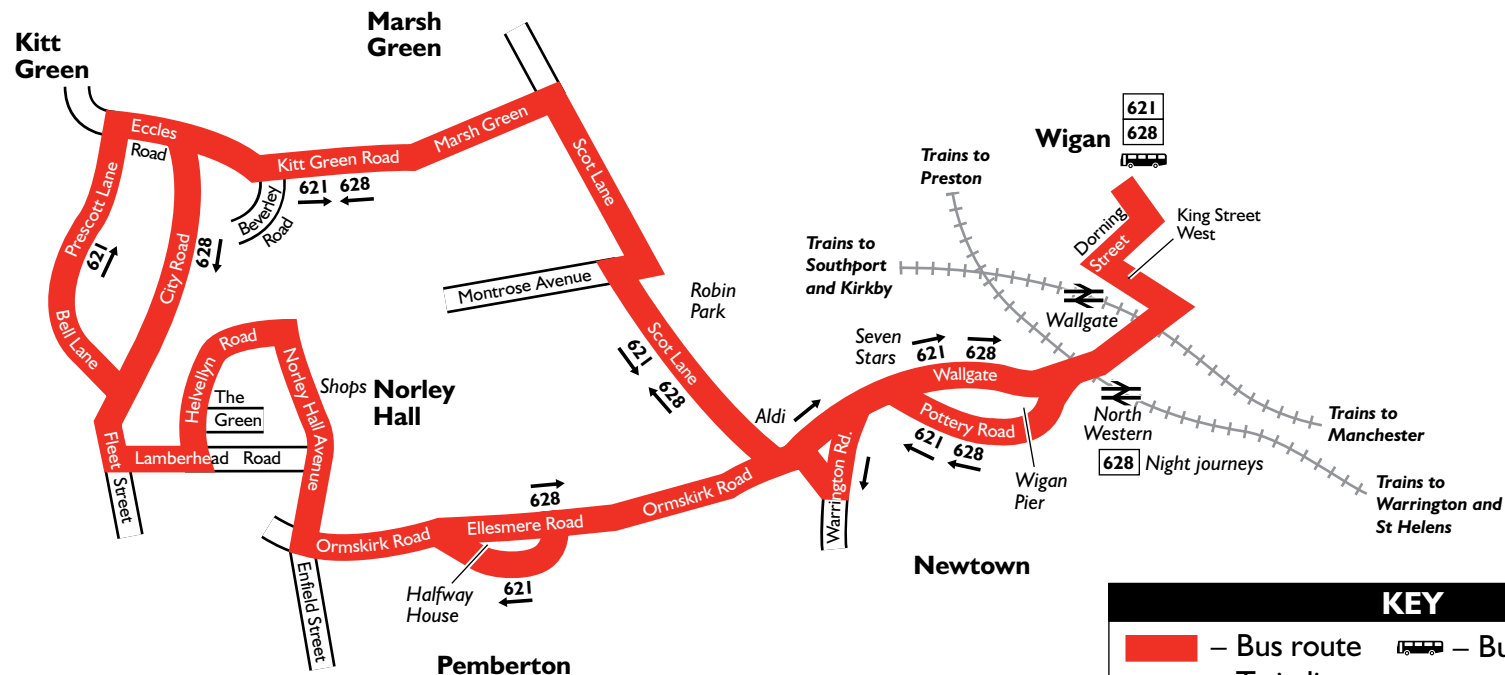 Marsh
Green
Kitt
Green
Eccles
Road
Kitt Green Road
Marsh Green
621
628
Beverley
Road
Prescott Lane
621
City Road
628
Bell Lane
Scot Lane
Montrose Avenue
Robin
Park
Scot Lane
621
628
Helvellyn Road
The
Green
Norley Hall Avenue
Shops
Norley
Hall
Fleet
Street
Lamberhead Road
Ormskirk Road
Ellesmere Road
628
Ormskirk Road
621
Halfway
House
Enfield Street
Pemberton
Aldi
Warrington Rd.
Seven
Stars
621
628
Wallgate
Pottery Road
621
628
Wigan
Pier
Newtown
Wigan
621
628
Dorning
Street
King Street
West
Trains to
Preston
Trains to
Southport
and Kirkby
Wallgate
North
Western
628 Night journeys
Trains to
Manchester
Trains to
Warrington and
St Helens
KEY
– Bus route